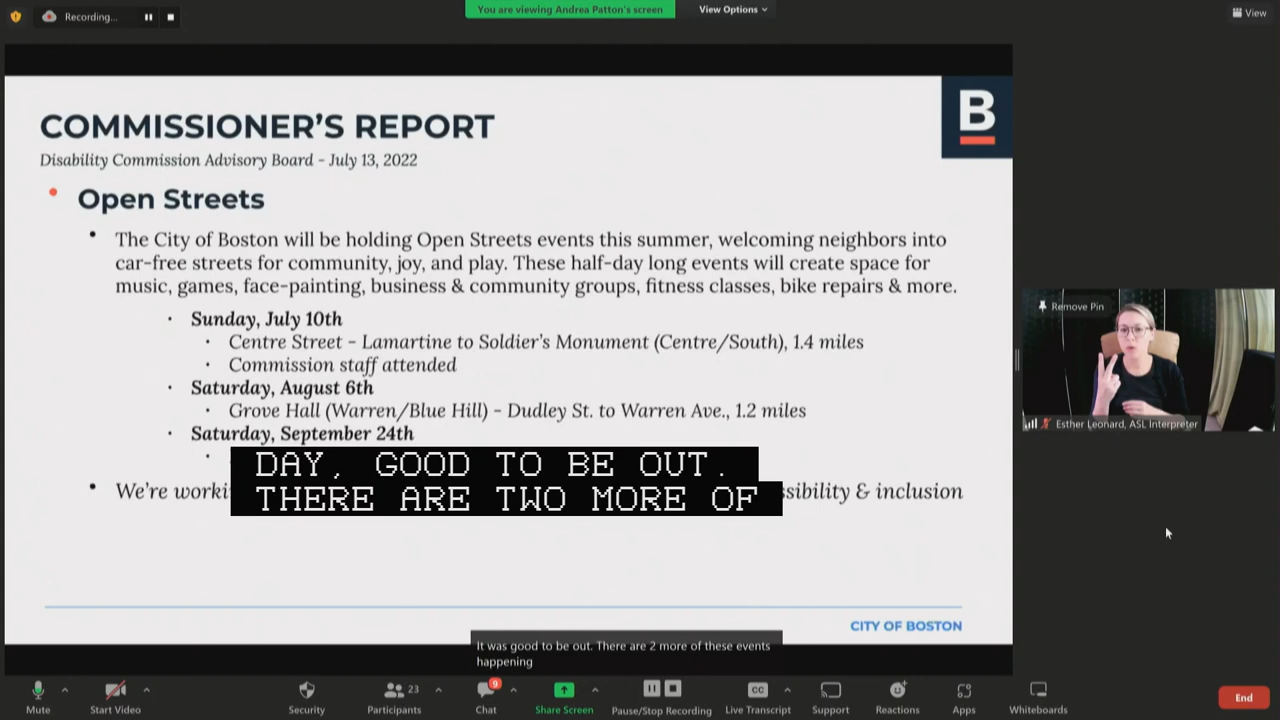 Recording...
You are viewing Andrea Patton's screen
View Options
View
B
COMMISSIONER'S REPORT
Disability Commission Advisory Board - July 13, 2022
• Open Streets
• The City of Boston will be holding Open Streets events this summer, welcoming neighbors into
car-free streets for community, joy, and play. These half-day long events will create space for
music, games, face-painting, business & community groups, fitness classes, bike repairs & more.
• Sunday, July 10th
• Centre Street - Lamartine to Soldier's Monument (Centre/South), 1.4 miles
• Commission staff attended
• Saturday, August 6th
• Grove Hall (Warren/Blue Hill) - Dudley St. to Warren Ave., 1.2 miles
• Saturday, September 24th
DAY, GOOD TO BE OUT.
THERE ARE TWO MORE OF
• We're & inclusion
CITY OF BOSTON
It was good to be out. There are 2 more of these events
happening
Remove Pin
Esther Leonard, ASL Interpreter
Mute
Start Video
Security
Participants 23
Chat 9
Share Screen
Pause/Stop Recording
CC
Live Transcript
Support
Reactions
Apps
Whiteboards
End